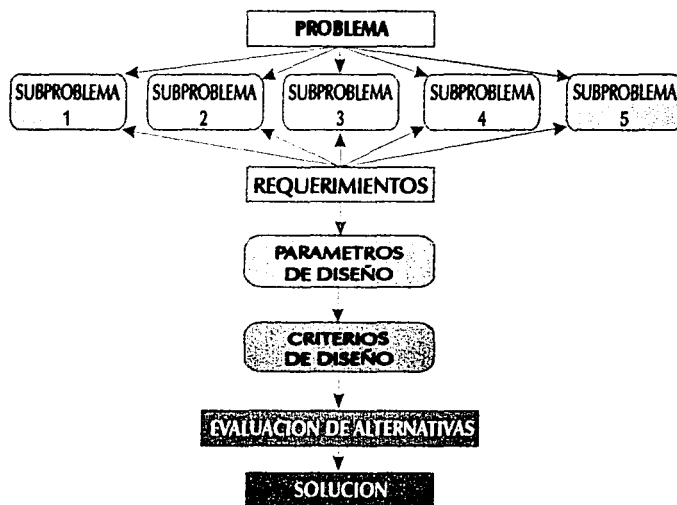 PROBLEMA
SUBPROBLEMA
1
SUBPROBLEMA
2
SUBPROBLEMA
3
SUBPROBLEMA
4
SUBPROBLEMA
5
REQUERIMIENTOS
PARAMETROS
DE DISEÑO
CRITERIOS
DE DISEÑO
EVALUACION DE ALTERNATIVAS
SOLUCION